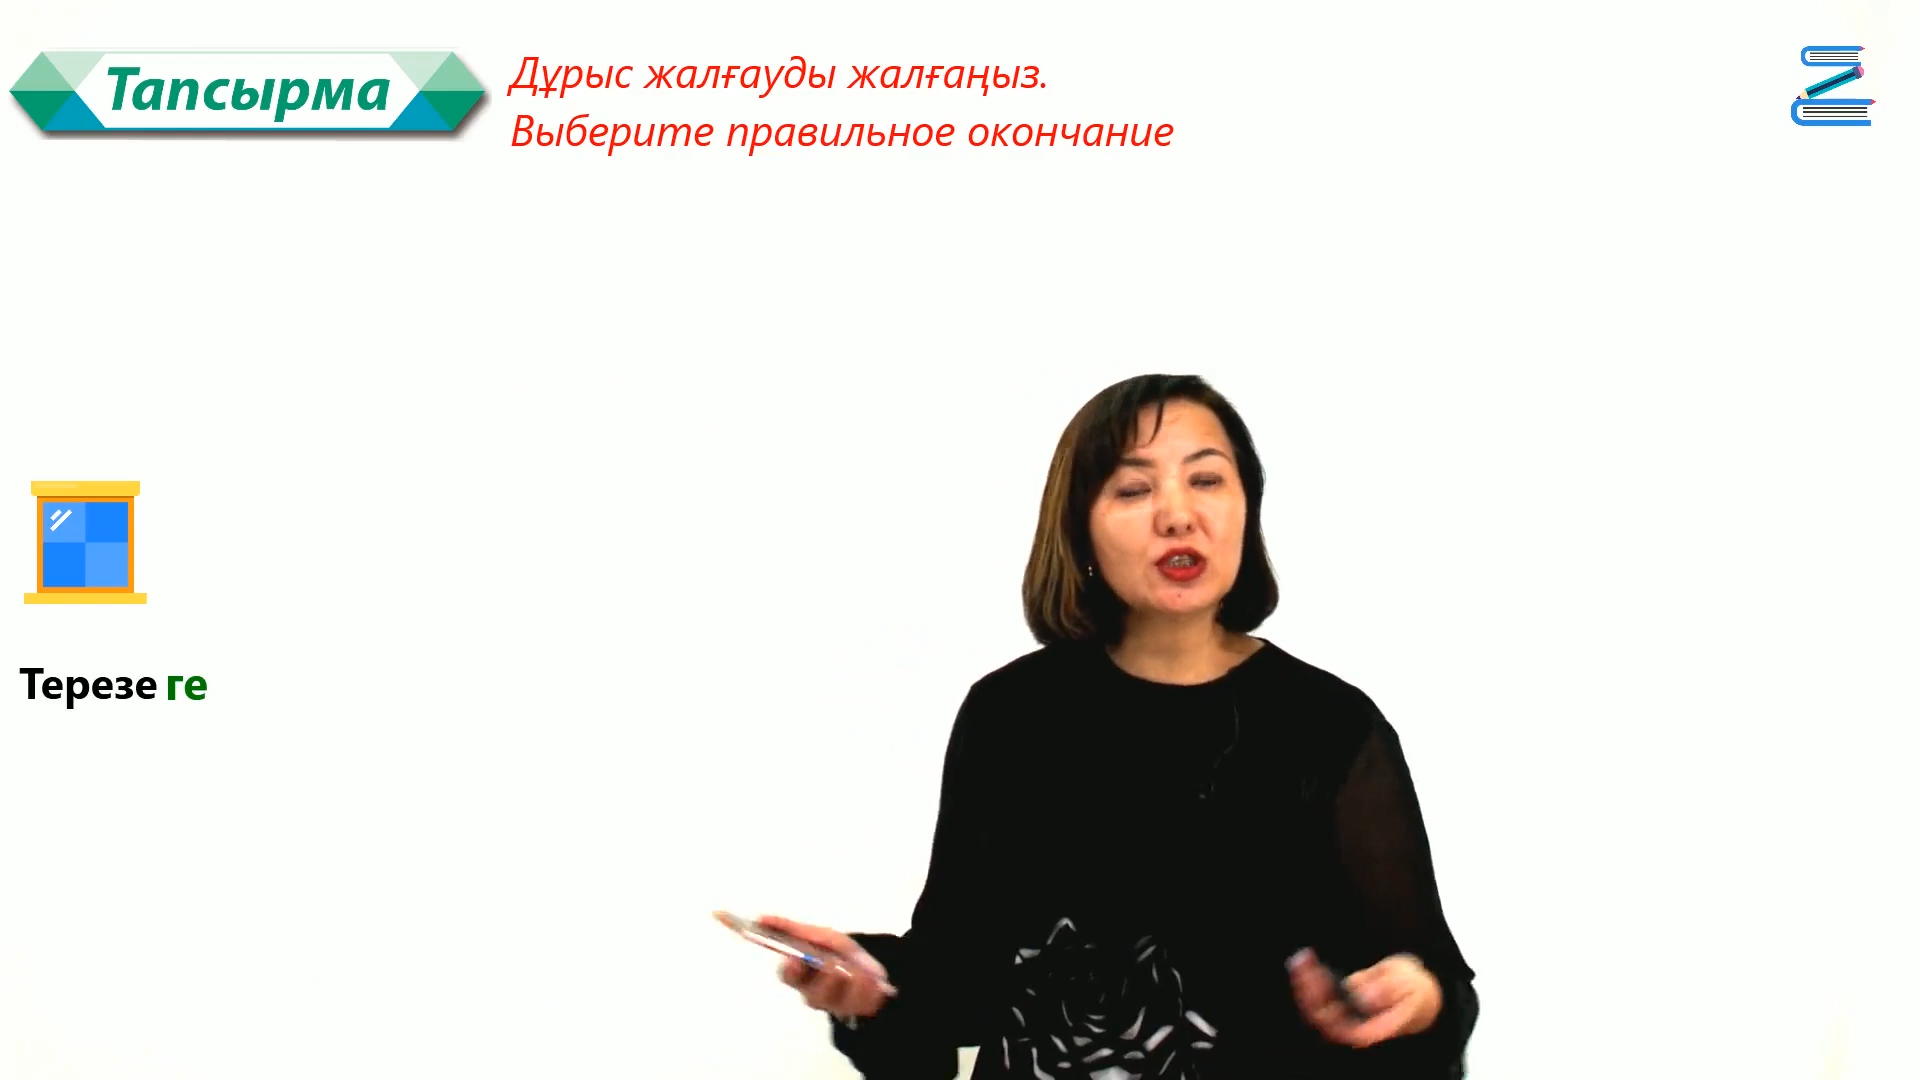 Тапсырма
Дұрыс жалғауды жалғаңыз.
Выберите правильное окончание
Терезе ге